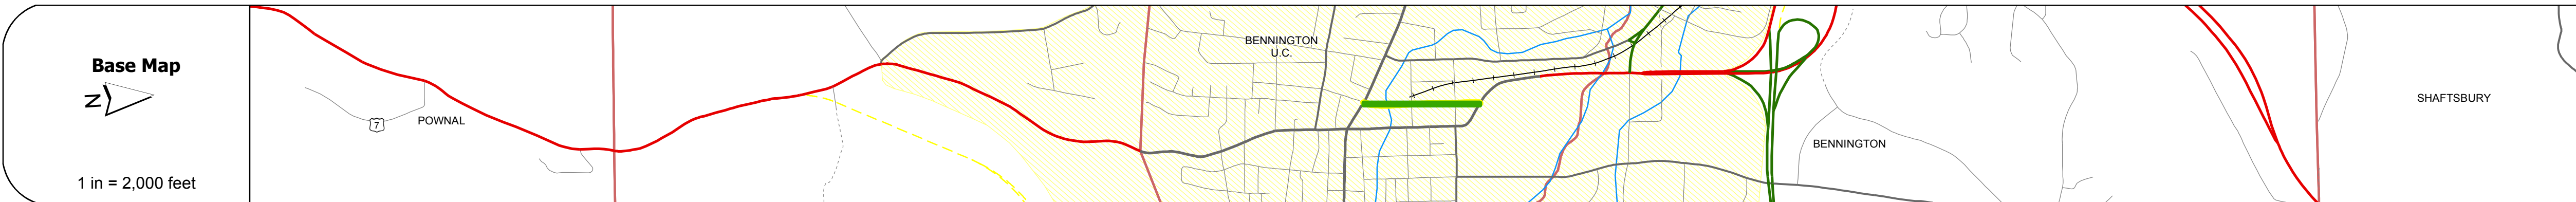 Base Map
N
1 in = 2,000 feet
7
POWNAL
BENNINGTON
U.C.
BENNINGTON
SHAFTSBURY